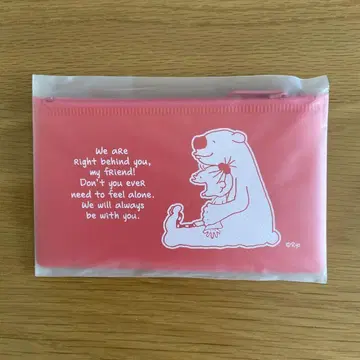 We are
Right behind you,
my friend!
Don't you ever
need to feel alone.
We will always
be with you.